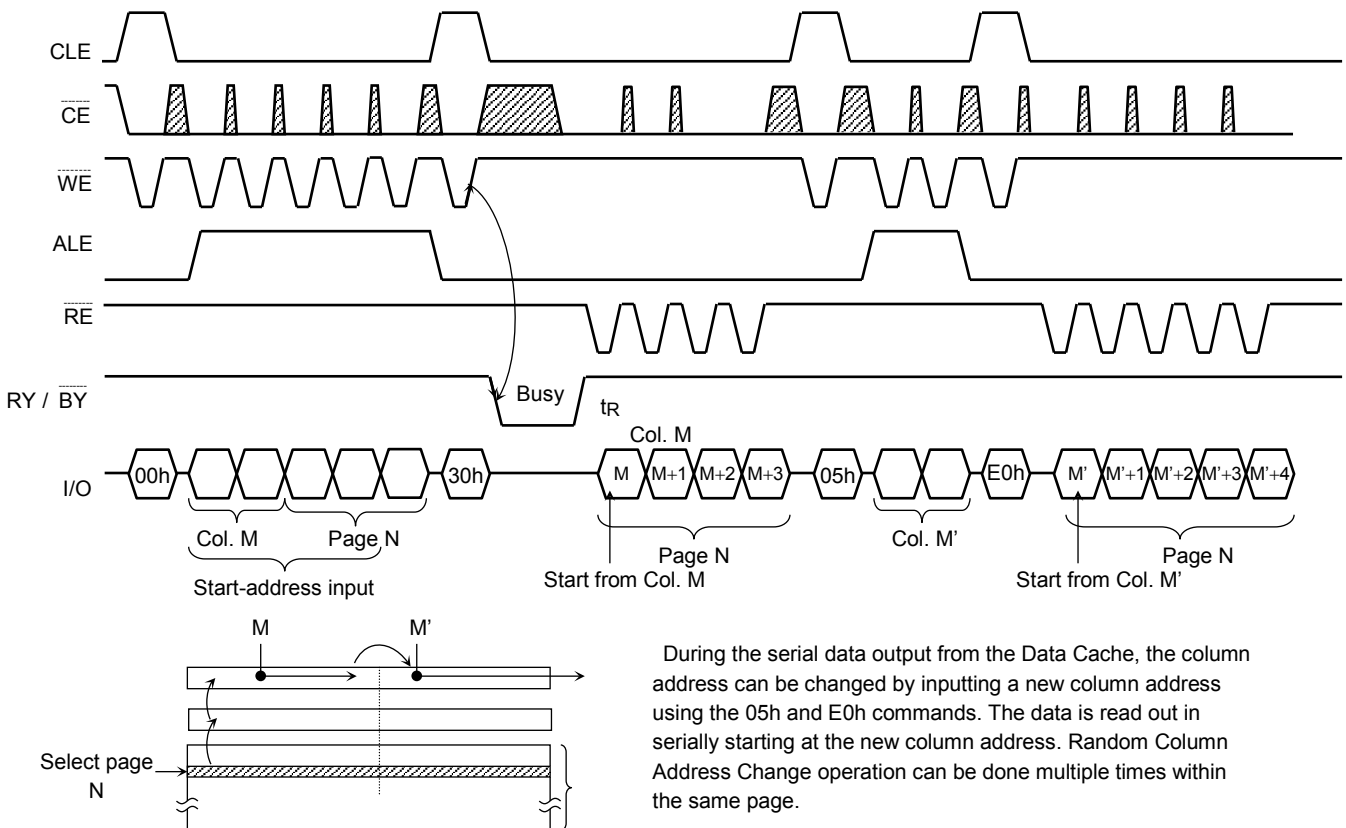 CLE
CE
WE
ALE
RE
RY / BY
Busy
tR
Col. M
I/O
00h
30h
M
M+1
M+2
M+3
05h
E0h
M'
M'+1
M'+2
M'+3
M'+4
Col. M
Page N
Start-address input
Page N
Start from Col. M
Col. M'
Page N
Start from Col. M’
M
M’
Select page
N
During the serial data output from the Data Cache, the column
address can be changed by inputting a new column address
using the 05h and E0h commands. The data is read out in
serially starting at the new column address. Random Column
Address Change operation can be done multiple times within
the same page.